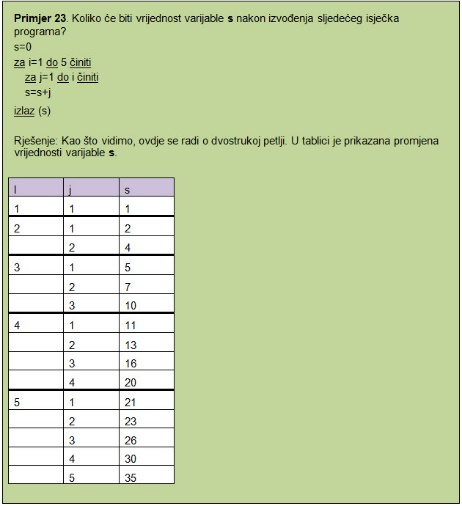 Primjer 23. Koliko će biti vrijednost varijable s nakon izvođenja sljedećeg isječka
programa?
s=0
za i=1 do 5 činiti
za j=1 do i činiti
s=s+j
izlaz (s)
Rješenje: Kao što vidimo, ovdje se radi o dvostrukoj petlji. U tablici je prikazana promjena
vrijednosti varijable s.
I j s
1 1 1
2 1 2
2 4
3 1 5
2 7
3 10
4 1 11
2 13
3 16
4 20
5 1 21
2 23
3 26
4 30
5 35